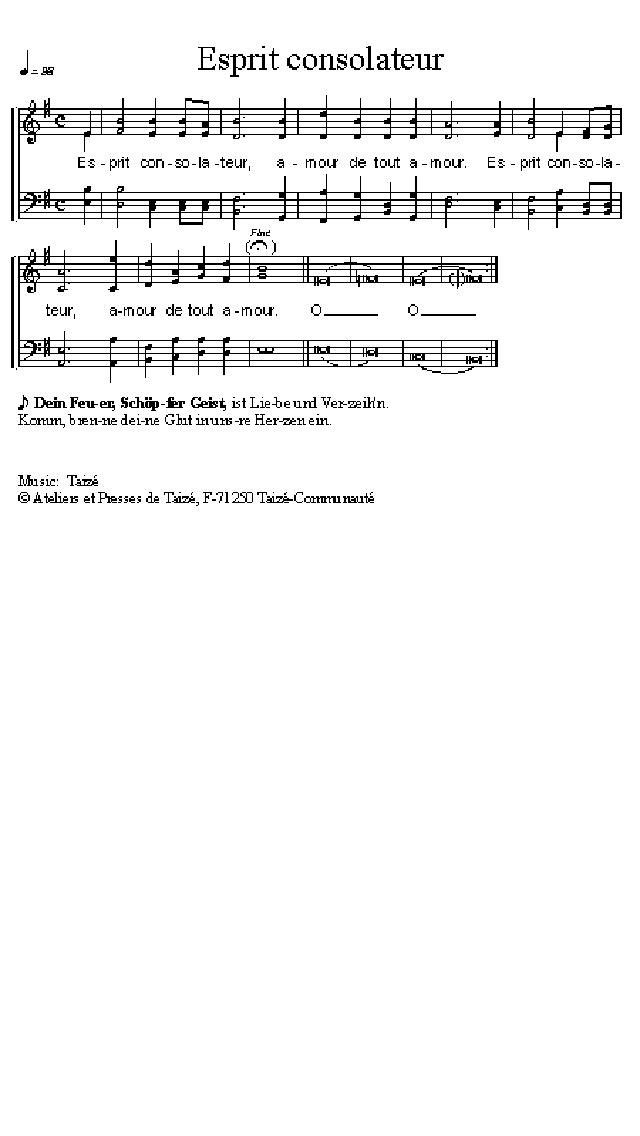 Esprit consolateur
♩ = 88
Es - prit con - so - la - teur, a - mour de tout a - mour. Es - prit con - so - la -
Fine
teur, a - mour de tout a - mour. O______ O______
♪ Dein Feu-er, Schöp-fer Geist, ist Lie-be und Ver-zeih'n.
Komm, bren-ne dei-ne Glut in uns-re Her-zen ein.
Music: Taizé
© Ateliers et Presses de Taizé, F-71250 Taizé-Communauté